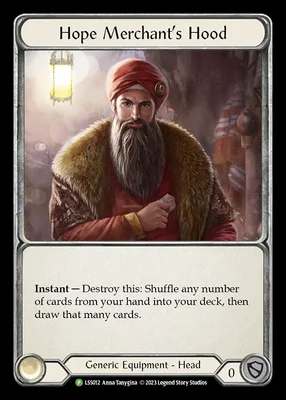 Hope Merchant's Hood
Instant — Destroy this: Shuffle any number
of cards from your hand into your deck, then
draw that many cards.
Generic Equipment - Head
0
P LSS012 Anna Tanygina © 2023 Legend Story Studios